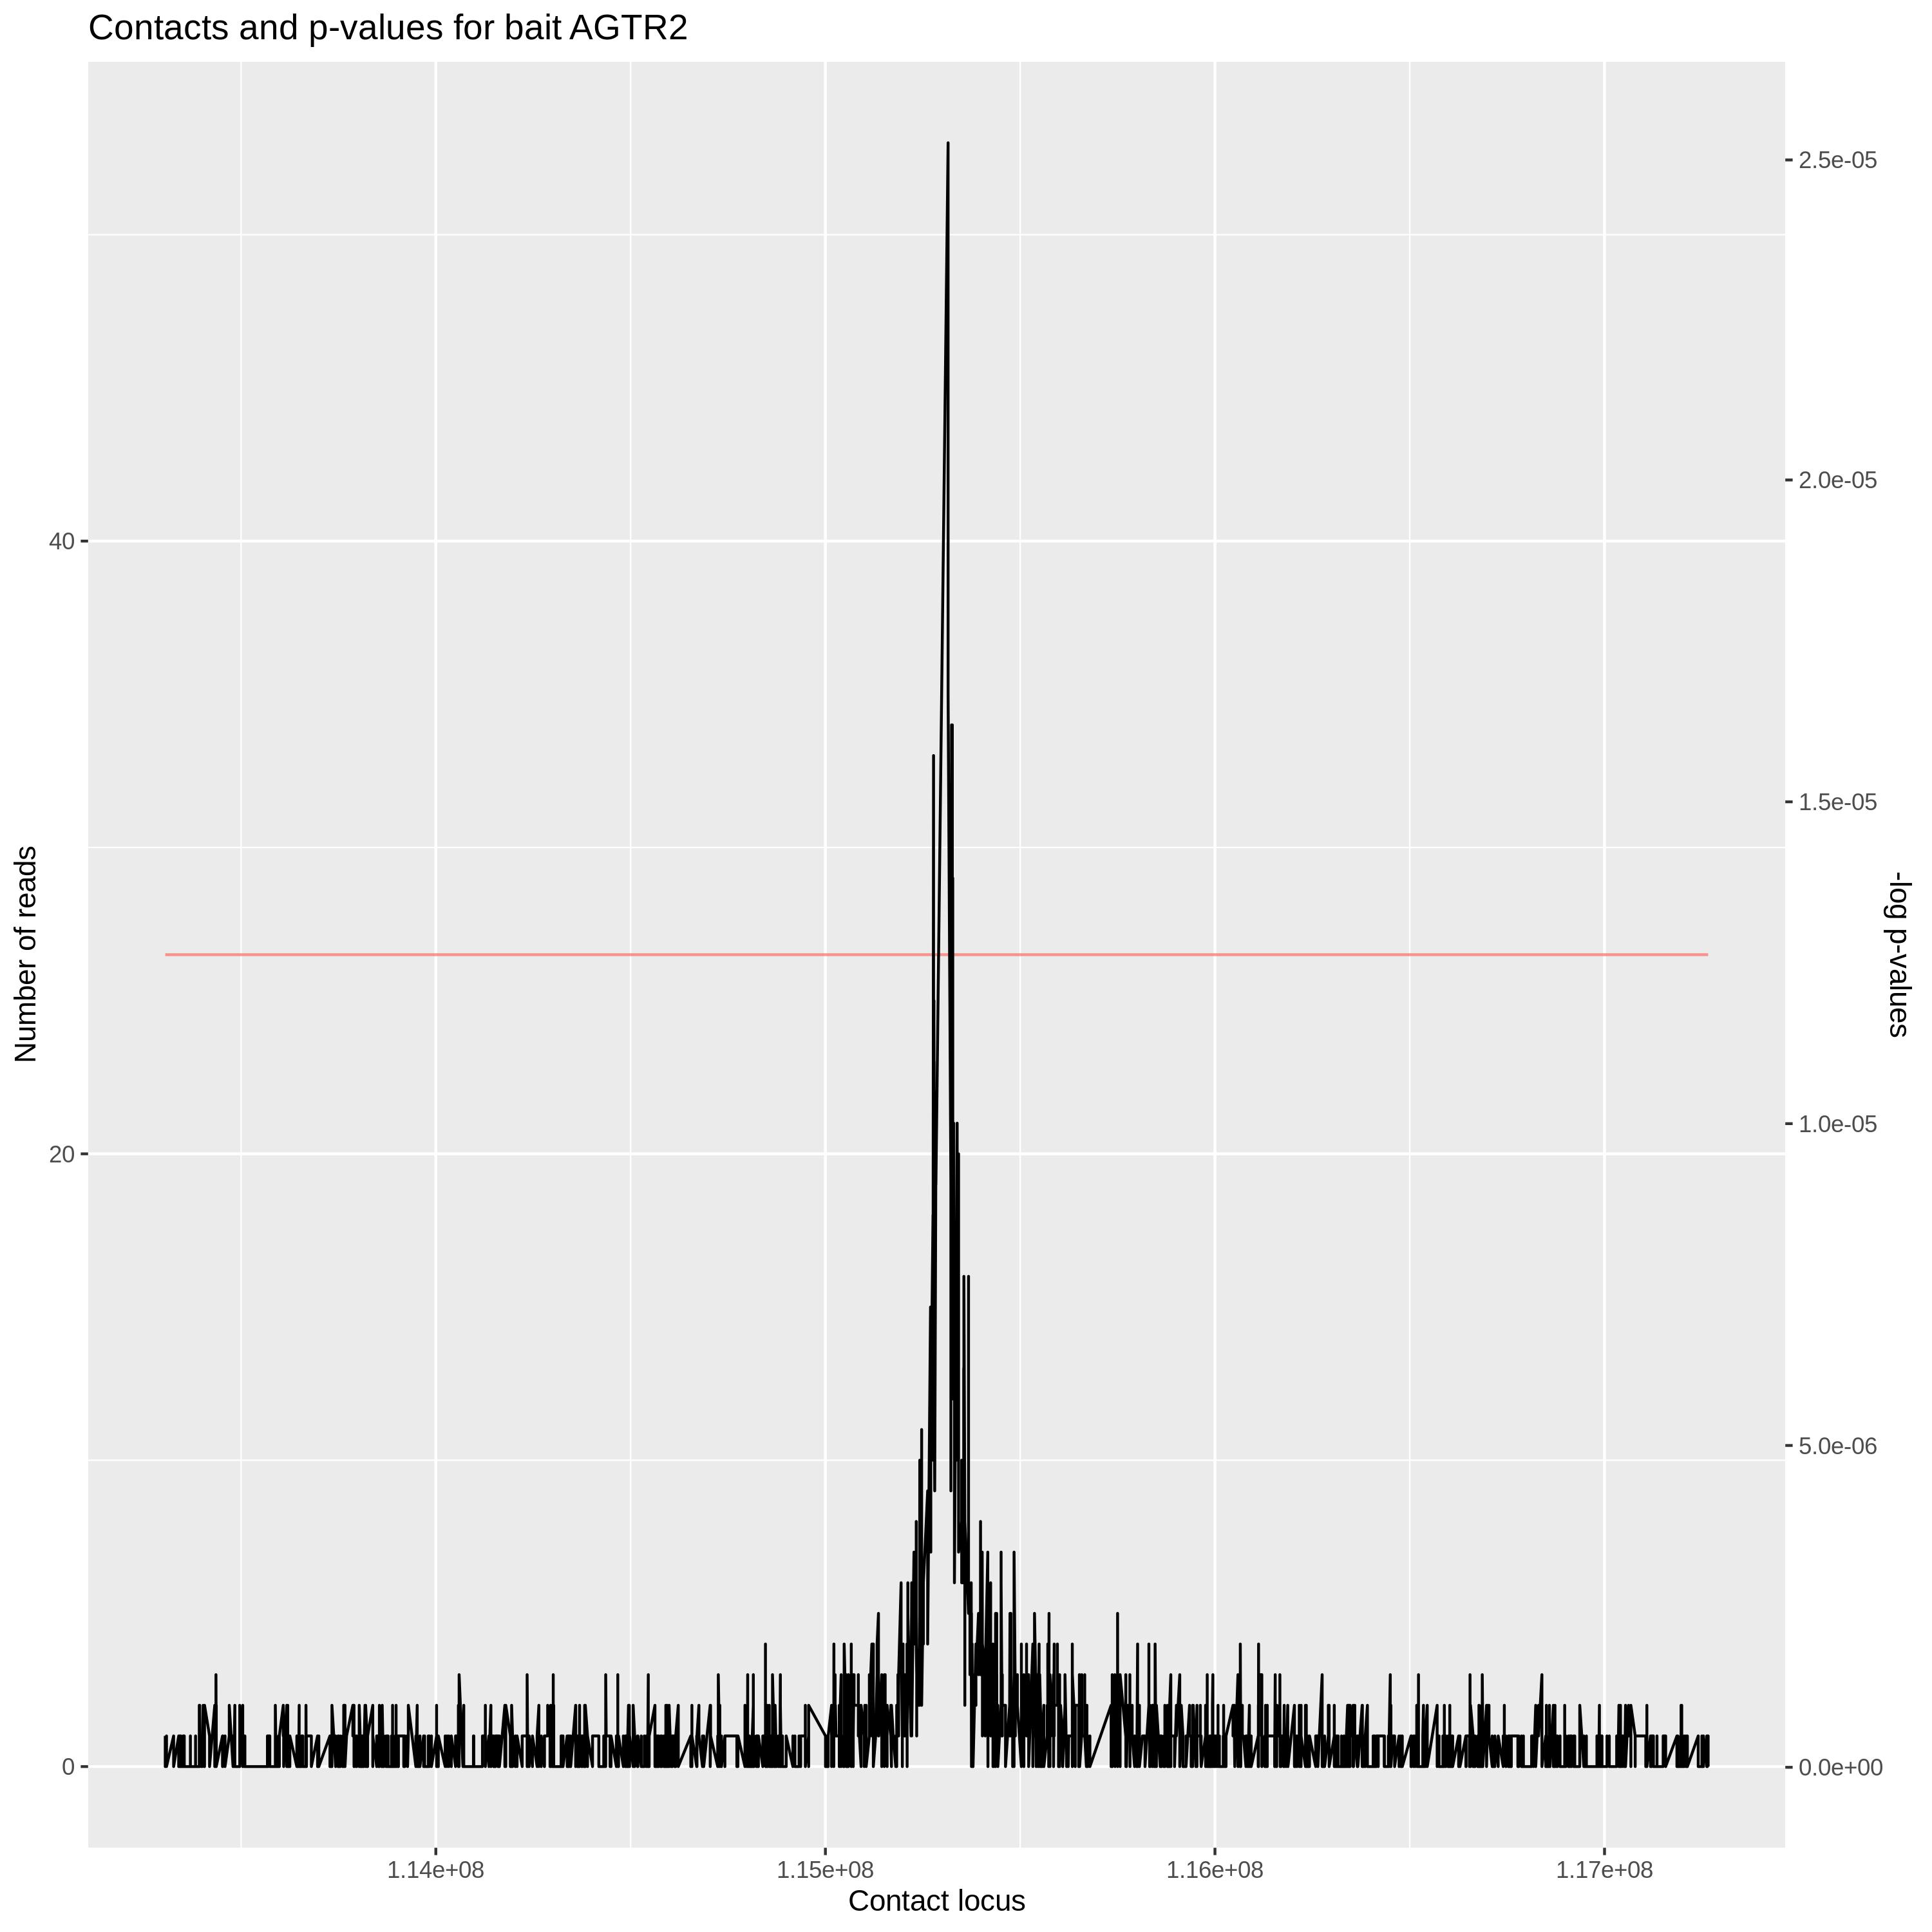 Contacts and p-values for bait AGTR2
Number of reads
40
20
0
2.5e-05
2.0e-05
1.5e-05
1.0e-05
5.0e-06
0.0e+00
-log p-values
1.14e+08
1.15e+08
1.16e+08
1.17e+08
Contact locus